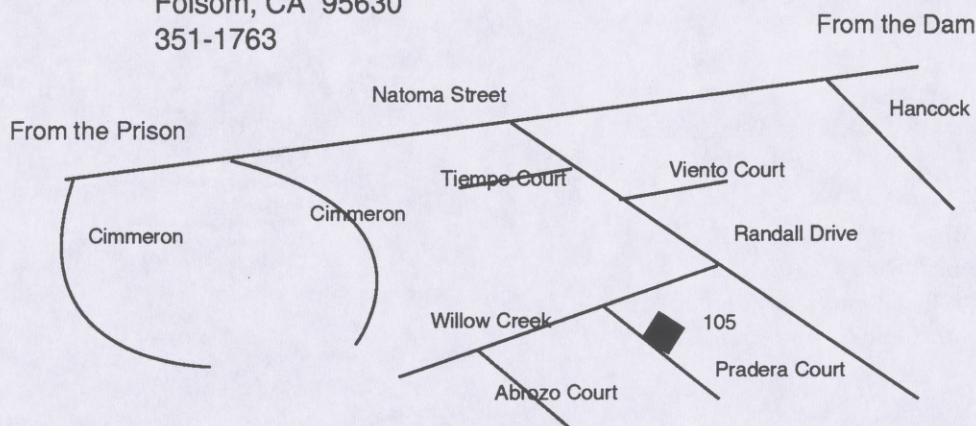 Folsom, CA 95630
351-1763
From the Dam
Natoma Street
Hancock
From the Prison
Tiempo Court
Viento Court
Cimmeron
Cimmeron
Randall Drive
Willow Creek
105
Pradera Court
Abrozo Court